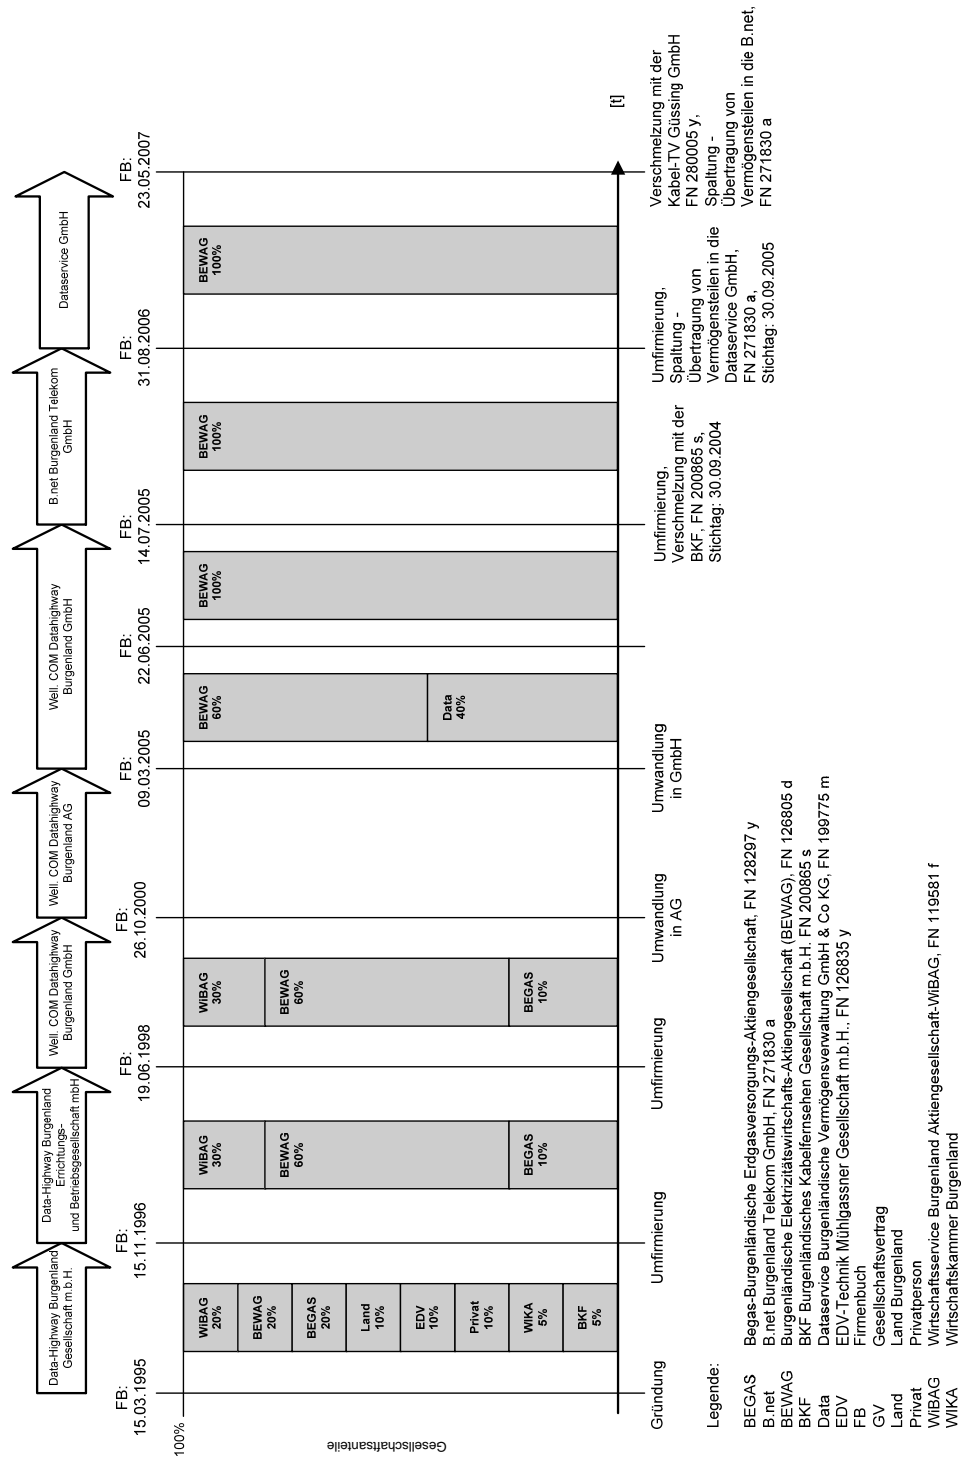 Data-Highway Burgenland
Gesellschaft m.b.H.
Data-Highway Burgenland
Errichtungs-
und Betriebsgesellschaft mbH
Well. COM Datahighway
Burgenland GmbH
Well. COM Datahighway
Burgenland AG
Well. COM Datahighway
Burgenland GmbH
B.net Burgenland Telekom
GmbH
Dataservice GmbH
FB:
15.03.1995
FB:
15.11.1996
FB:
19.06.1998
FB:
26.10.2000
FB:
09.03.2005
FB:
22.06.2005
FB:
14.07.2005
FB:
31.08.2006
FB:
23.05.2007
100%
Gesellschaftsanteile
WiBAG
20%
BEWAG
20%
BEGAS
20%
Land
10%
EDV
10%
Privat
10%
WIKA
5%
BKF
5%
WiBAG
30%
BEWAG
60%
BEGAS
10%
WiBAG
30%
BEWAG
60%
BEGAS
10%
BEWAG
60%
Data
40%
BEWAG
100%
BEWAG
100%
BEWAG
100%
[t]
Gründung
Umfirmierung
Umfirmierung
Umwandlung
in AG
Umwandlung
in GmbH
Umfirmierung,
Verschmelzung mit der
BKF, FN 200865 s,
Stichtag: 30.09.2004
Umfirmierung,
Spaltung -
Übertragung von
Vermögensteilen in die
Dataservice GmbH,
FN 271830 a,
Stichtag: 30.09.2005
Verschmelzung mit der
Kabel-TV Güssing GmbH
FN 280005 y,
Spaltung -
Übertragung von
Vermögensteilen in die B.net,
FN 271830 a
Legende:
BEGAS Begas-Burgenländische Erdgasversorgungs-Aktiengesellschaft, FN 128297 y
B.net B.net Burgenland Telekom GmbH, FN 271830 a
BEWAG Burgenländische Elektrizitätswirtschafts-Aktiengesellschaft (BEWAG), FN 126805 d
BKF BKF Burgenländisches Kabelfernsehen Gesellschaft m.b.H. FN 200865 s
Data Dataservice Burgenländische Vermögensverwaltung GmbH & Co KG, FN 199775 m
EDV EDV-Technik Mühlgassner Gesellschaft m.b.H., FN 126835 y
FB Firmenbuch
GV Gesellschaftsvertrag
Land Land Burgenland
Privat Privatperson
WiBAG Wirtschaftsservice Burgenland Aktiengesellschaft-WiBAG, FN 119581 f
WIKA Wirtschaftskammer Burgenland